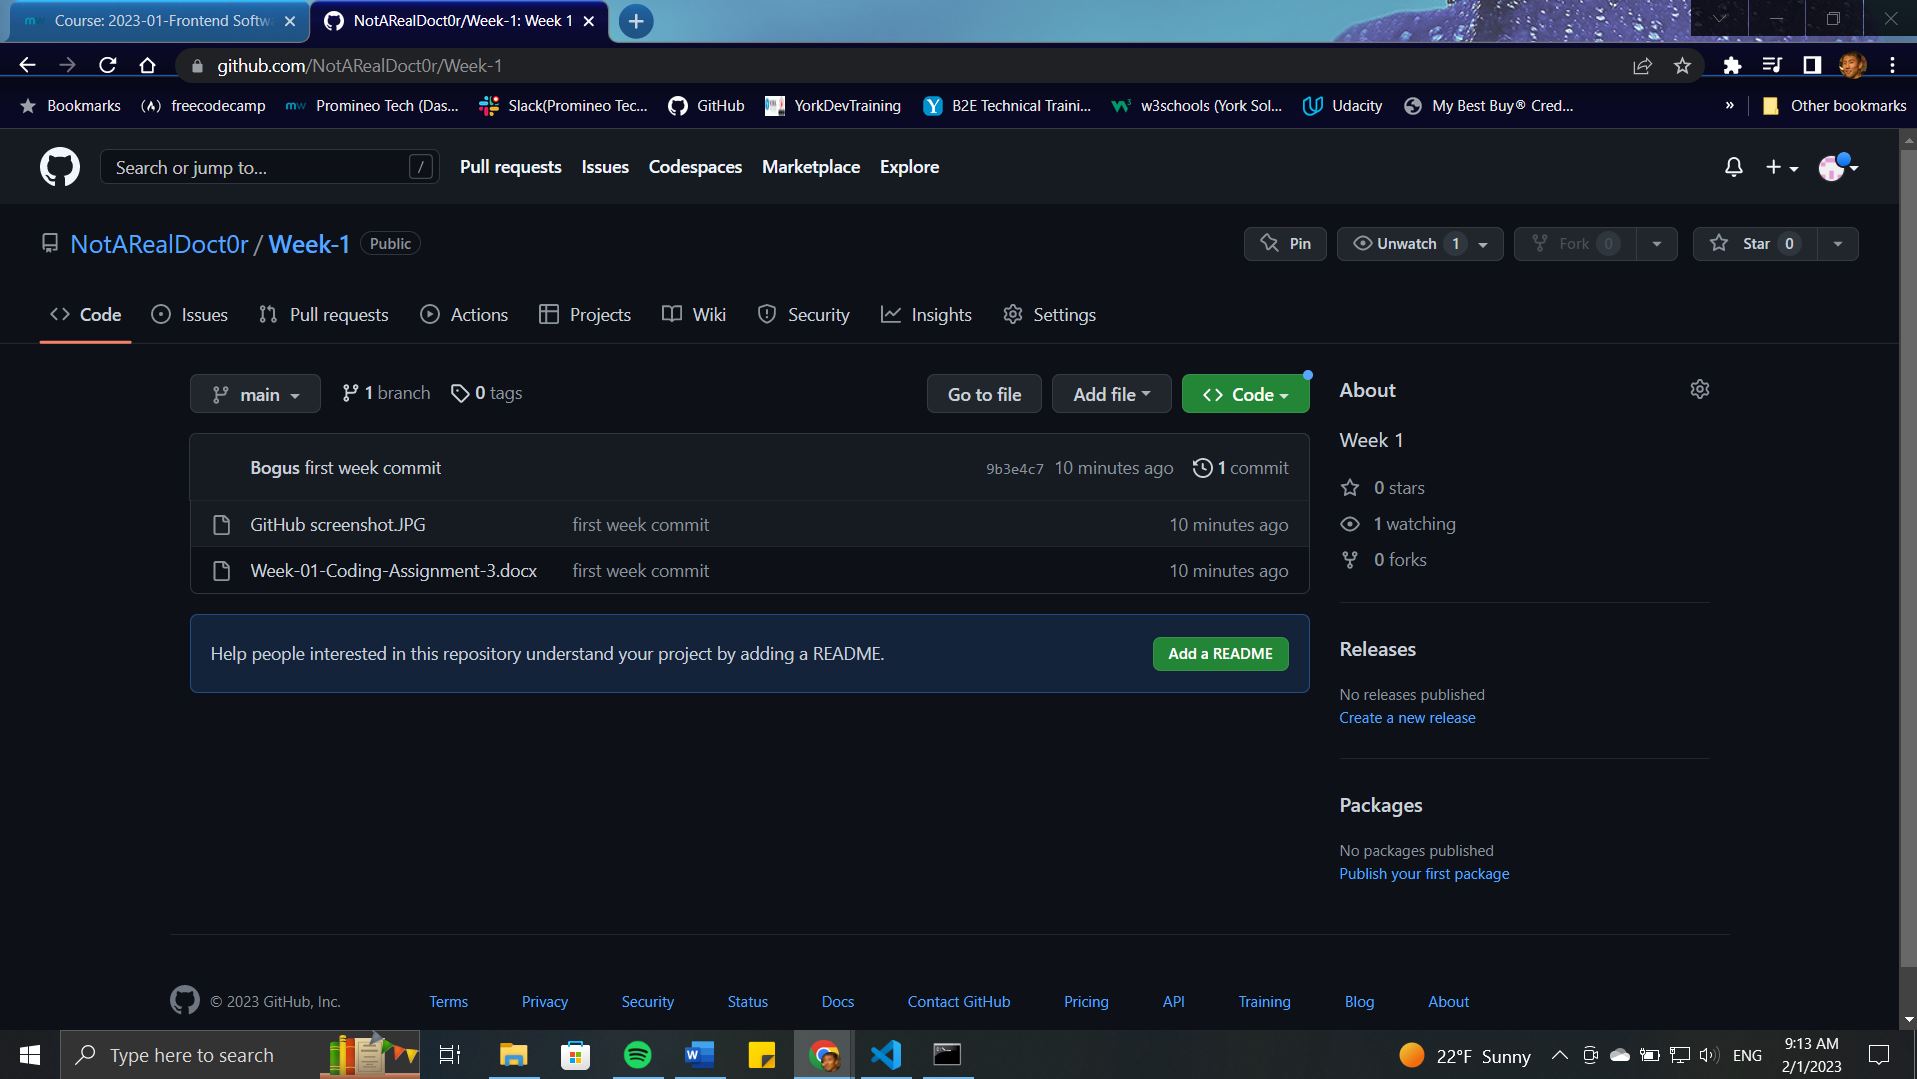 Course: 2023-01-Frontend Softw
NotARealDoct0r/Week-1: Week 1
github.com/NotARealDoct0r/Week-1
Bookmarks freecodecamp Promineo Tech (Das... Slack(Promineo Tec... GitHub YorkDevTraining B2E Technical Traini... w3schools (York Sol... Udacity My Best Buy® Cred... » Other bookmarks
Search or jump to... / Pull requests Issues Codespaces Marketplace Explore
NotARealDoct0r / Week-1 Public Pin Unwatch 1 Fork 0 Star 0
Code Issues Pull requests Actions Projects Wiki Security Insights Settings
main 1 branch 0 tags Go to file Add file Code
Bogus first week commit 9b3e4c7 10 minutes ago 1 commit
GitHub screenshot.JPG first week commit 10 minutes ago
Week-01-Coding-Assignment-3.docx first week commit 10 minutes ago
Help people interested in this repository understand your project by adding a README. Add a README
About
Week 1
0 stars
1 watching
0 forks
Releases
No releases published
Create a new release
Packages
No packages published
Publish your first package
© 2023 GitHub, Inc. Terms Privacy Security Status Docs Contact GitHub Pricing API Training Blog About
Type here to search
22°F Sunny ENG 9:13 AM
2/1/2023